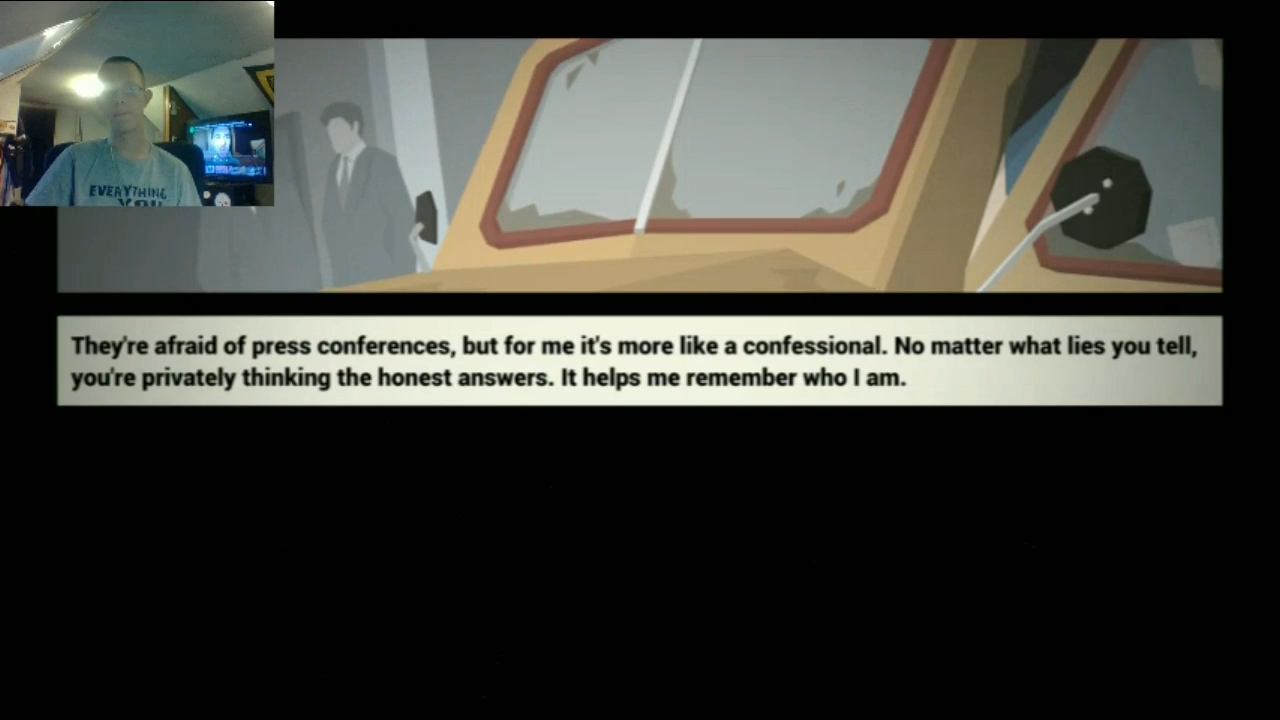 EVERYTHING
YOU
They're afraid of press conferences, but for me it's more like a confessional. No matter what lies you tell,
you're privately thinking the honest answers. It helps me remember who I am.